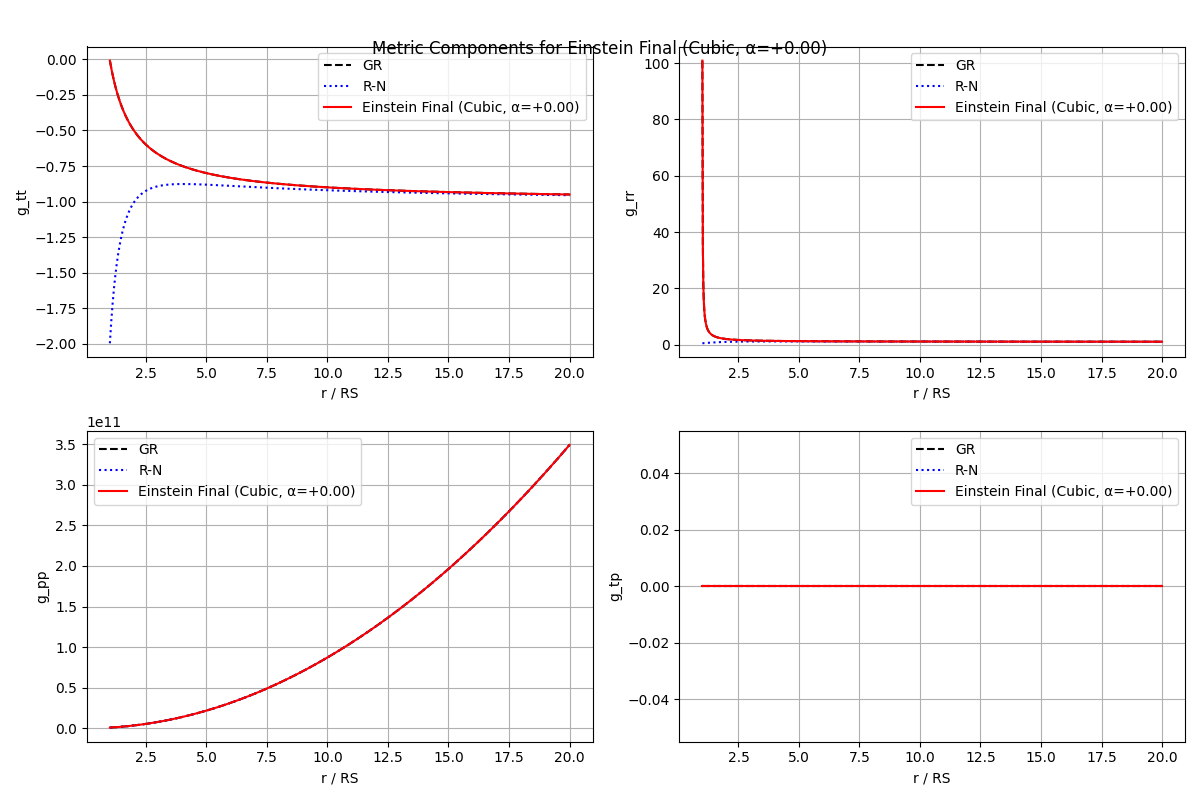 Metric Components for Einstein Final (Cubic, α=+0.00)
0.00
−0.25
−0.50
−0.75
−1.00
−1.25
−1.50
−1.75
−2.00
g_tt
GR
R-N
Einstein Final (Cubic, α=+0.00)
2.5 5.0 7.5 10.0 12.5 15.0 17.5 20.0
r / RS
100
80
60
40
20
0
g_rr
GR
R-N
Einstein Final (Cubic, α=+0.00)
2.5 5.0 7.5 10.0 12.5 15.0 17.5 20.0
r / RS
1e11
3.5
3.0
2.5
2.0
1.5
1.0
0.5
0.0
g_pp
GR
R-N
Einstein Final (Cubic, α=+0.00)
2.5 5.0 7.5 10.0 12.5 15.0 17.5 20.0
r / RS
0.04
0.02
0.00
−0.02
−0.04
g_tp
GR
R-N
Einstein Final (Cubic, α=+0.00)
2.5 5.0 7.5 10.0 12.5 15.0 17.5 20.0
r / RS